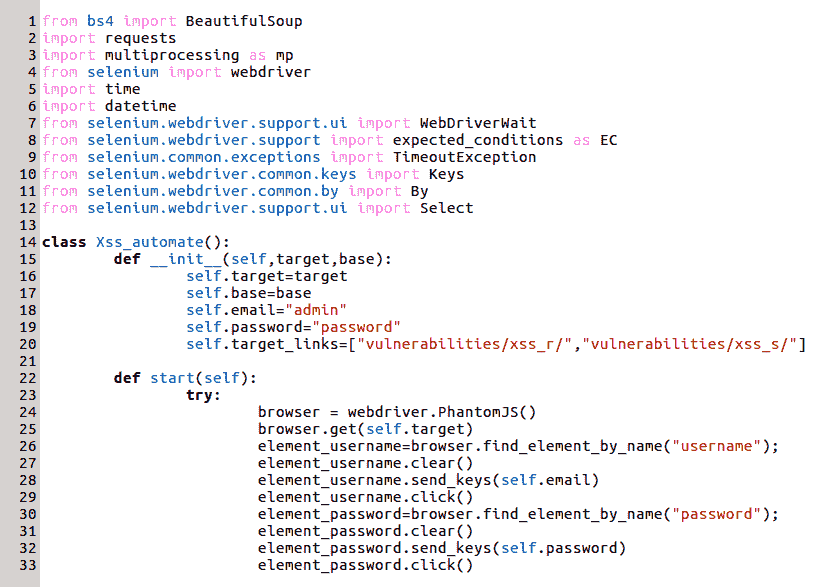 1 from bs4 import BeautifulSoup
2 import requests
3 import multiprocessing as mp
4 from selenium import webdriver
5 import time
6 import datetime
7 from selenium.webdriver.support.ui import WebDriverWait
8 from selenium.webdriver.support import expected_conditions as EC
9 from selenium.common.exceptions import TimeoutException
10 from selenium.webdriver.common.keys import Keys
11 from selenium.webdriver.common.by import By
12 from selenium.webdriver.support.ui import Select
13
14 class Xss_automate():
15         def __init__(self,target,base):
16                 self.target=target
17                 self.base=base
18                 self.email="admin"
19                 self.password="password"
20                 self.target_links=["vulnerabilities/xss_r/","vulnerabilities/xss_s/"]
21
22         def start(self):
23                 try:
24                         browser = webdriver.PhantomJS()
25                         browser.get(self.target)
26                         element_username=browser.find_element_by_name("username");
27                         element_username.clear()
28                         element_username.send_keys(self.email)
29                         element_username.click()
30                         element_password=browser.find_element_by_name("password");
31                         element_password.clear()
32                         element_password.send_keys(self.password)
33                         element_password.click()